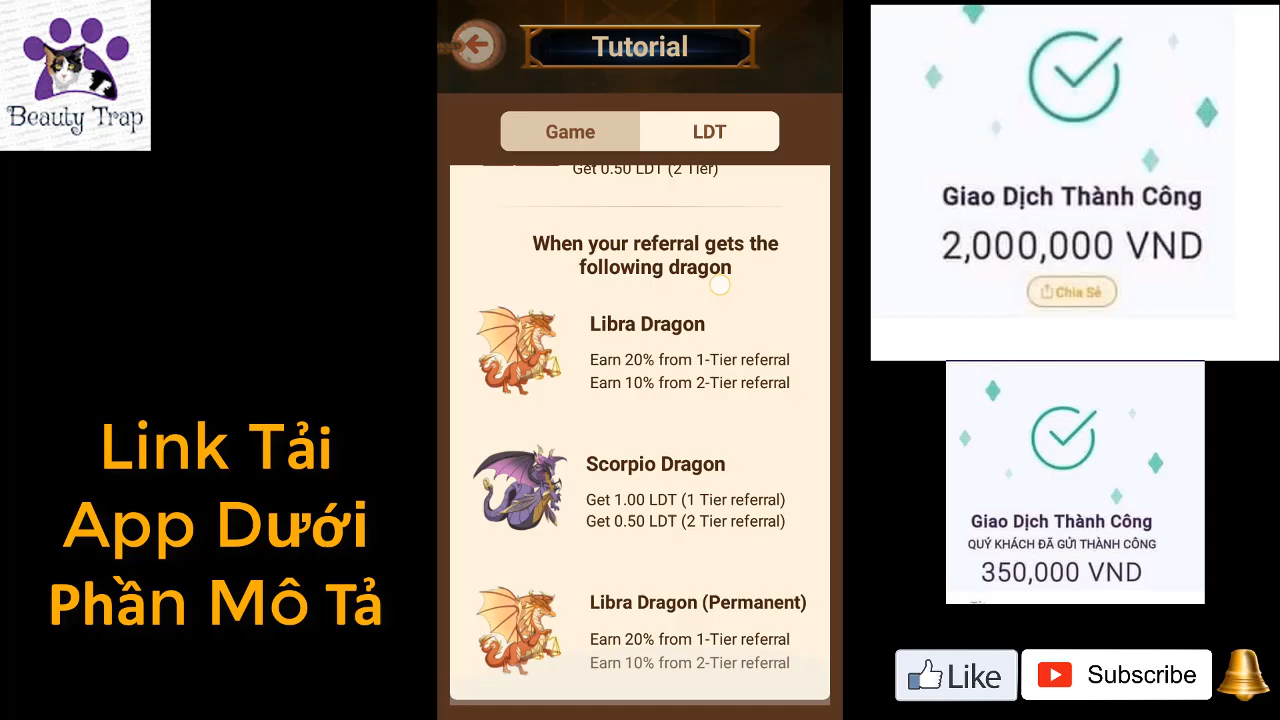 Beauty Trap
Link Tải
App Dưới
Phần Mô Tả
Tutorial
Game
LDT
Get 0.50 LDT (2 Tier)
When your referral gets the
following dragon
Libra Dragon
Earn 20% from 1-Tier referral
Earn 10% from 2-Tier referral
Scorpio Dragon
Get 1.00 LDT (1 Tier referral)
Get 0.50 LDT (2 Tier referral)
Libra Dragon (Permanent)
Earn 20% from 1-Tier referral
Earn 10% from 2-Tier referral
Giao Dịch Thành Công
2,000,000 VND
Chia Sẻ
Giao Dịch Thành Công
QUÝ KHÁCH ĐÃ GỬI THÀNH CÔNG
350,000 VND
Like
Subscribe